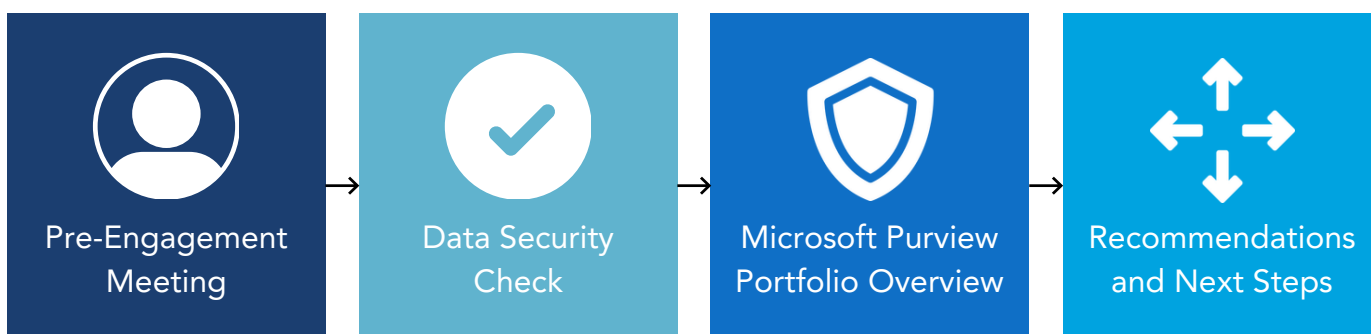 Pre-Engagement
Meeting
Data Security
Check
Microsoft Purview
Portfolio Overview
Recommendations
and Next Steps